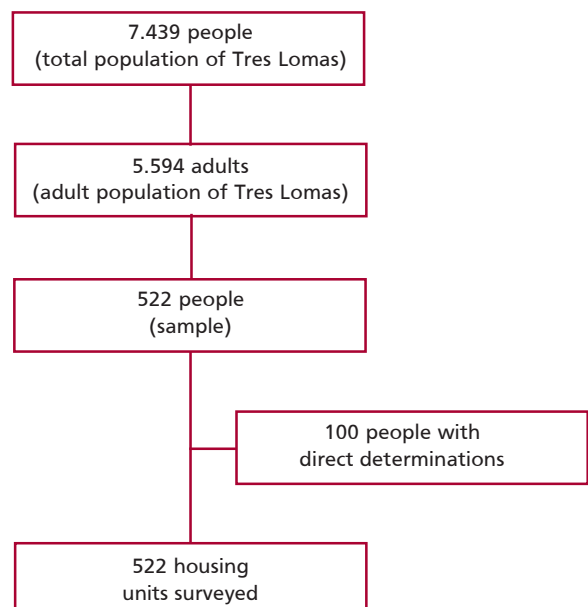 7.439 people
(total population of Tres Lomas)
5.594 adults
(adult population of Tres Lomas)
522 people
(sample)
100 people with
direct determinations
522 housing
units surveyed